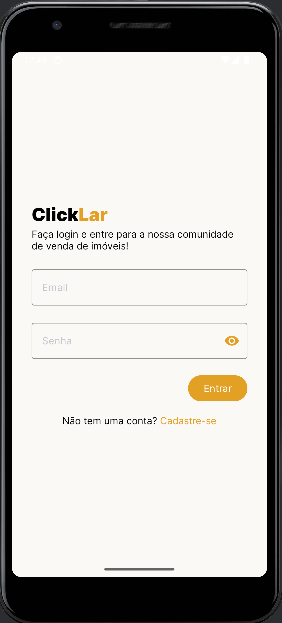 ClickLar
Faça login e entre para a nossa comunidade
de venda de imóveis!
Email
Senha
Entrar
Não tem uma conta? Cadastre-se